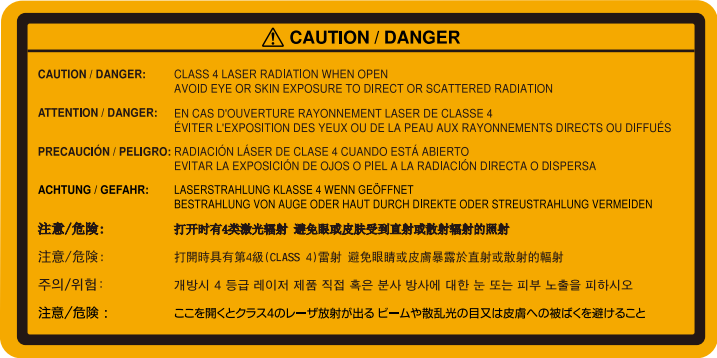 ⚠ CAUTION / DANGER
CAUTION / DANGER: CLASS 4 LASER RADIATION WHEN OPEN
AVOID EYE OR SKIN EXPOSURE TO DIRECT OR SCATTERED RADIATION
ATTENTION / DANGER: EN CAS D'OUVERTURE RAYONNEMENT LASER DE CLASSE 4
ÉVITER L'EXPOSITION DES YEUX OU DE LA PEAU AUX RAYONNEMENTS DIRECTS OU DIFFUÉS
PRECAUCIÓN / PELIGRO: RADIACIÓN LÁSER DE CLASE 4 CUANDO ESTÁ ABIERTO
EVITAR LA EXPOSICIÓN DE OJOS O PIEL A LA RADIACIÓN DIRECTA O DISPERSA
ACHTUNG / GEFAHR: LASERSTRAHLUNG KLASSE 4 WENN GEÖFFNET
BESTRAHLUNG VON AUGE ODER HAUT DURCH DIREKTE ODER STREUSTRAHLUNG VERMEIDEN
注意/危险: 打开时有4类激光辐射 避免眼或皮肤受到直射或散射辐射的照射
注意/危險: 打開時具有第4級(CLASS 4)雷射 避免眼睛或皮膚暴露於直射或散射的輻射
주의/위험: 개방시 4 등급 레이저 제품 직접 혹은 분사 방사에 대한 눈 또는 피부 노출을 피하시오
注意/危険: ここを開くとクラス4のレーザ放射が出る ビームや散乱光の目又は皮膚への被ばくを避けること